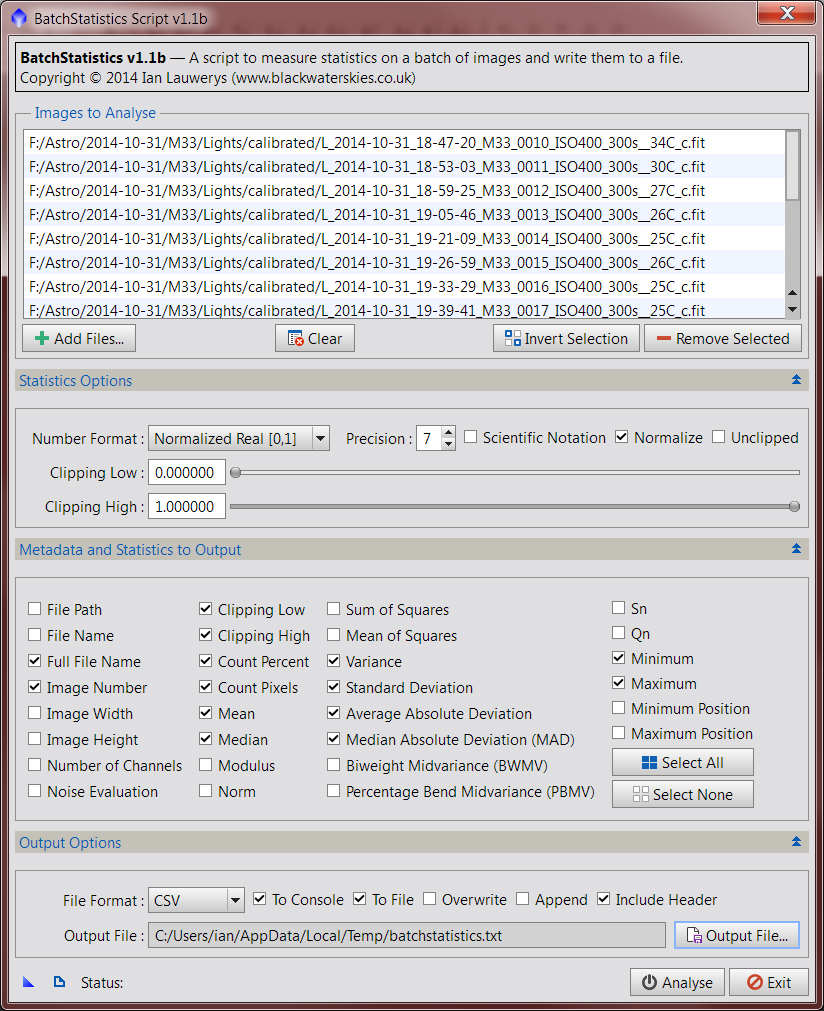 BatchStatistics Script v1.1b
BatchStatistics v1.1b — A script to measure statistics on a batch of images and write them to a file.
Copyright © 2014 Ian Lauwerys (www.blackwaterskies.co.uk)
Images to Analyse
F:/Astro/2014-10-31/M33/Lights/calibrated/L_2014-10-31_18-47-20_M33_0010_ISO400_300s__34C_c.fit
F:/Astro/2014-10-31/M33/Lights/calibrated/L_2014-10-31_18-53-03_M33_0011_ISO400_300s__30C_c.fit
F:/Astro/2014-10-31/M33/Lights/calibrated/L_2014-10-31_18-59-25_M33_0012_ISO400_300s__27C_c.fit
F:/Astro/2014-10-31/M33/Lights/calibrated/L_2014-10-31_19-05-46_M33_0013_ISO400_300s__26C_c.fit
F:/Astro/2014-10-31/M33/Lights/calibrated/L_2014-10-31_19-21-09_M33_0014_ISO400_300s__25C_c.fit
F:/Astro/2014-10-31/M33/Lights/calibrated/L_2014-10-31_19-26-59_M33_0015_ISO400_300s__26C_c.fit
F:/Astro/2014-10-31/M33/Lights/calibrated/L_2014-10-31_19-33-29_M33_0016_ISO400_300s__25C_c.fit
F:/Astro/2014-10-31/M33/Lights/calibrated/L_2014-10-31_19-39-41_M33_0017_ISO400_300s__25C_c.fit
Add Files... Clear Invert Selection Remove Selected
Statistics Options
Number Format : Normalized Real [0,1] Precision : 7 Scientific Notation Normalize Unclipped
Clipping Low : 0.000000
Clipping High : 1.000000
Metadata and Statistics to Output
File Path Clipping Low Sum of Squares Sn
File Name Clipping High Mean of Squares Qn
Full File Name Count Percent Variance Minimum
Image Number Count Pixels Standard Deviation Maximum
Image Width Mean Average Absolute Deviation Minimum Position
Image Height Median Median Absolute Deviation (MAD) Maximum Position
Number of Channels Modulus Biweight Midvariance (BWMV) Select All
Noise Evaluation Norm Percentage Bend Midvariance (PBMV) Select None
Output Options
File Format : CSV To Console To File Overwrite Append Include Header
Output File : C:/Users/ian/AppData/Local/Temp/batchstatistics.txt Output File...
Status: Analyse Exit